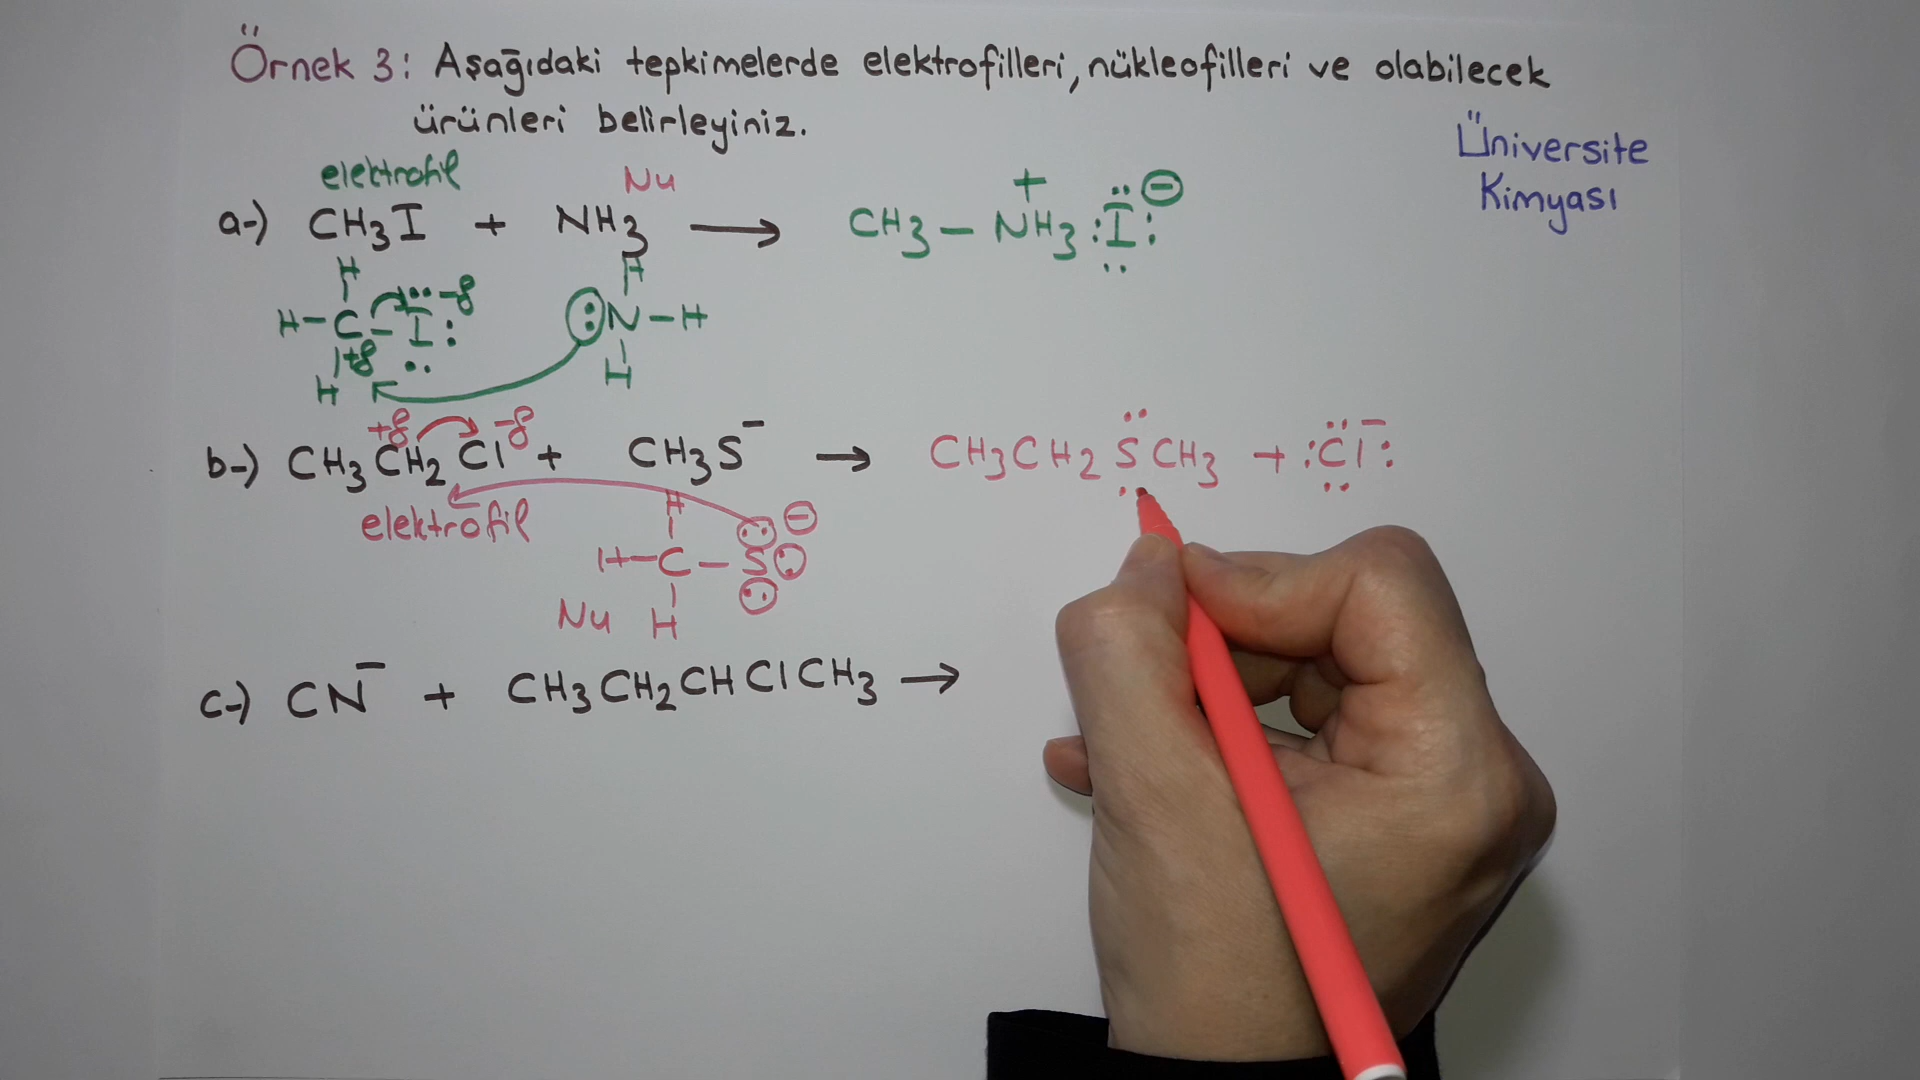 Örnek 3: Aşağıdaki tepkimelerde elektrofilleri, nükleofilleri ve olabilecek
ürünleri belirleyiniz.
Üniversite
Kimyası
elektrofil Nu
a-) CH3I + NH3 → CH3 – NH3 + :Ï: ⊖
H H
H – C – I: -δ :N – H
+δ
H H
+δ -δ
b-) CH3CH2Cl + CH3S⁻ → CH3CH2SCH3 + :Cl:⁻
elektrofil H
H – C – S ⊖
Nu H
c-) CN⁻ + CH3CH2CHClCH3 →